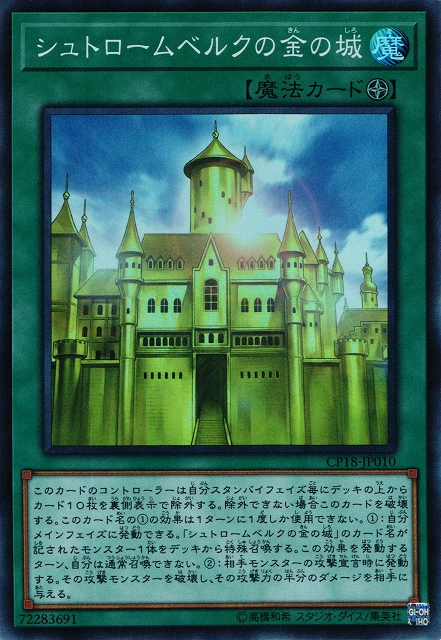 シュトロームベルクの金の城
魔
【魔法カード】
CP18-JP010
このカードのコントローラーは自分スタンバイフェイズ毎にデッキの上から
カード１０枚を裏側表示で除外する。除外できない場合このカードを破壊
する。このカード名の①の効果は１ターンに１度しか使用できない。①：自分
メインフェイズに発動できる。「シュトロームベルクの金の城」のカード名が
記されたモンスター１体をデッキから特殊召喚する。この効果を発動する
ターン、自分は通常召喚できない。②：相手モンスターの攻撃宣言時に発動
する。その攻撃モンスターを破壊し、その攻撃力の半分のダメージを相手に
与える。
72283691
©高橋和希 スタジオ・ダイス/集英社